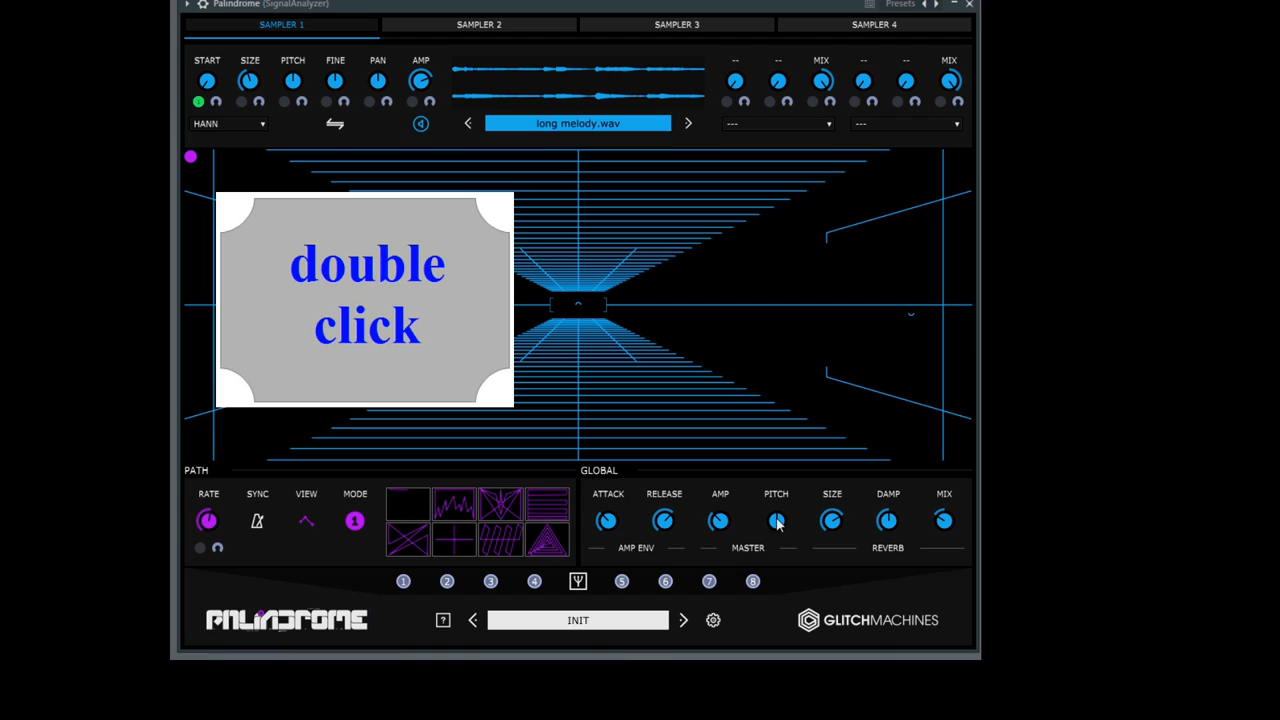 Palindrome (SignalAnalyzer)
Presets
SAMPLER 1
SAMPLER 2
SAMPLER 3
SAMPLER 4
START SIZE PITCH FINE PAN AMP
-- -- MIX -- -- MIX
1
HANN
long melody.wav
---
---
double
click
PATH
GLOBAL
RATE SYNC VIEW MODE
1
ATTACK RELEASE AMP PITCH SIZE DAMP MIX
AMP ENV
MASTER
REVERB
1 2 3 4 5 6 7 8
PALINDROME
?
INIT
GLITCHMACHINES